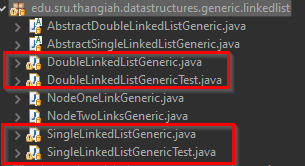 edu.sru.thangiah.datastructures.generic.linkedlist
AbstractDoubleLinkedListGeneric.java
AbstractSingleLinkedListGeneric.java
DoubleLinkedListGeneric.java
DoubleLinkedListGenericTest.java
NodeOneLinkGeneric.java
NodeTwoLinksGeneric.java
SingleLinkedListGeneric.java
SingleLinkedListGenericTest.java